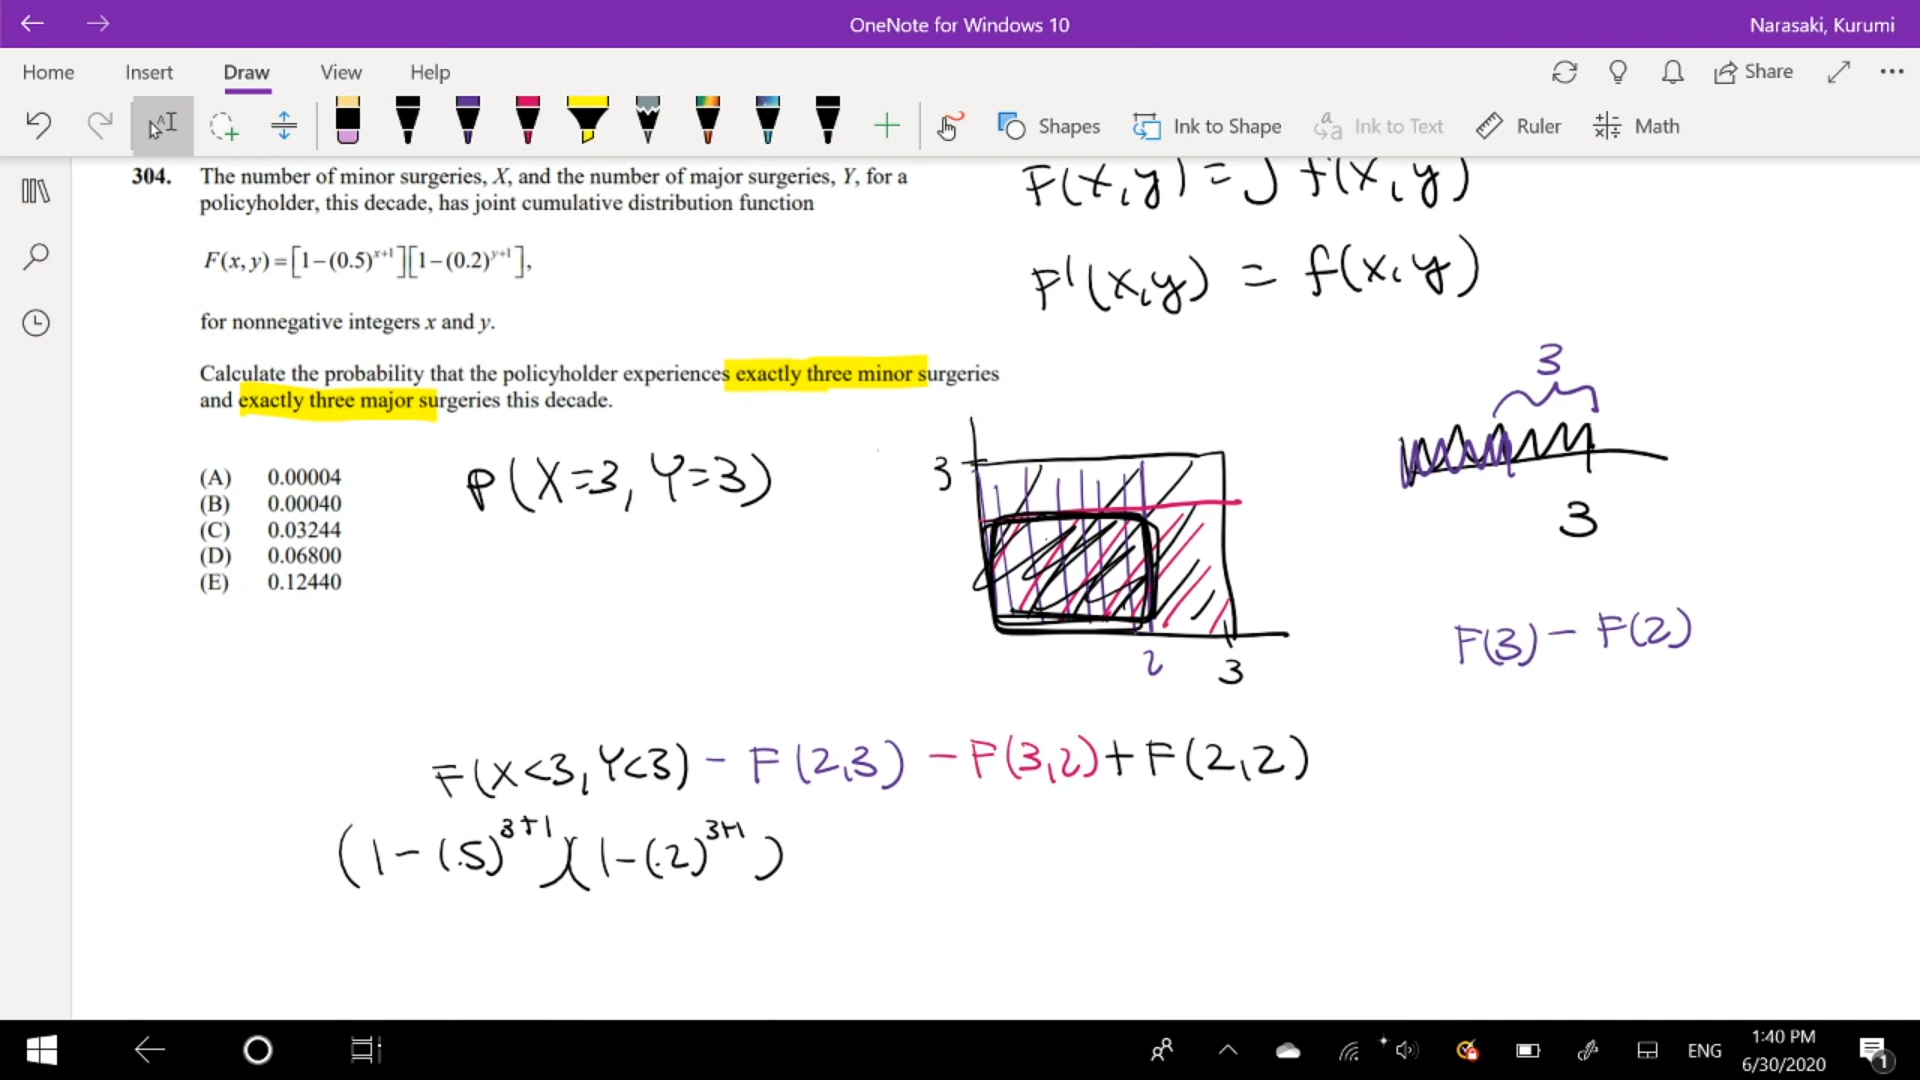 OneNote for Windows 10
Narasaki, Kurumi
Home Insert Draw View Help
Share
Shapes Ink to Shape Ink to Text Ruler Math
304. The number of minor surgeries, X, and the number of major surgeries, Y, for a
policyholder, this decade, has joint cumulative distribution function
F(x, y) = [1−(0.5)^{x+1}][1−(0.2)^{y+1}],
for nonnegative integers x and y.
Calculate the probability that the policyholder experiences exactly three minor surgeries
and exactly three major surgeries this decade.
(A) 0.00004
(B) 0.00040
(C) 0.03244
(D) 0.06800
(E) 0.12440
F(x,y) = ∫ f(x,y)
F'(x,y) = f(x,y)
P(X=3, Y=3)
3
2
3
3
3
F(3) − F(2)
F(X<3, Y<3) − F(2,3) − F(3,2) + F(2,2)
(1−(.5)^{3+1})(1−(.2)^{3+1})
ENG
1:40 PM
6/30/2020
1